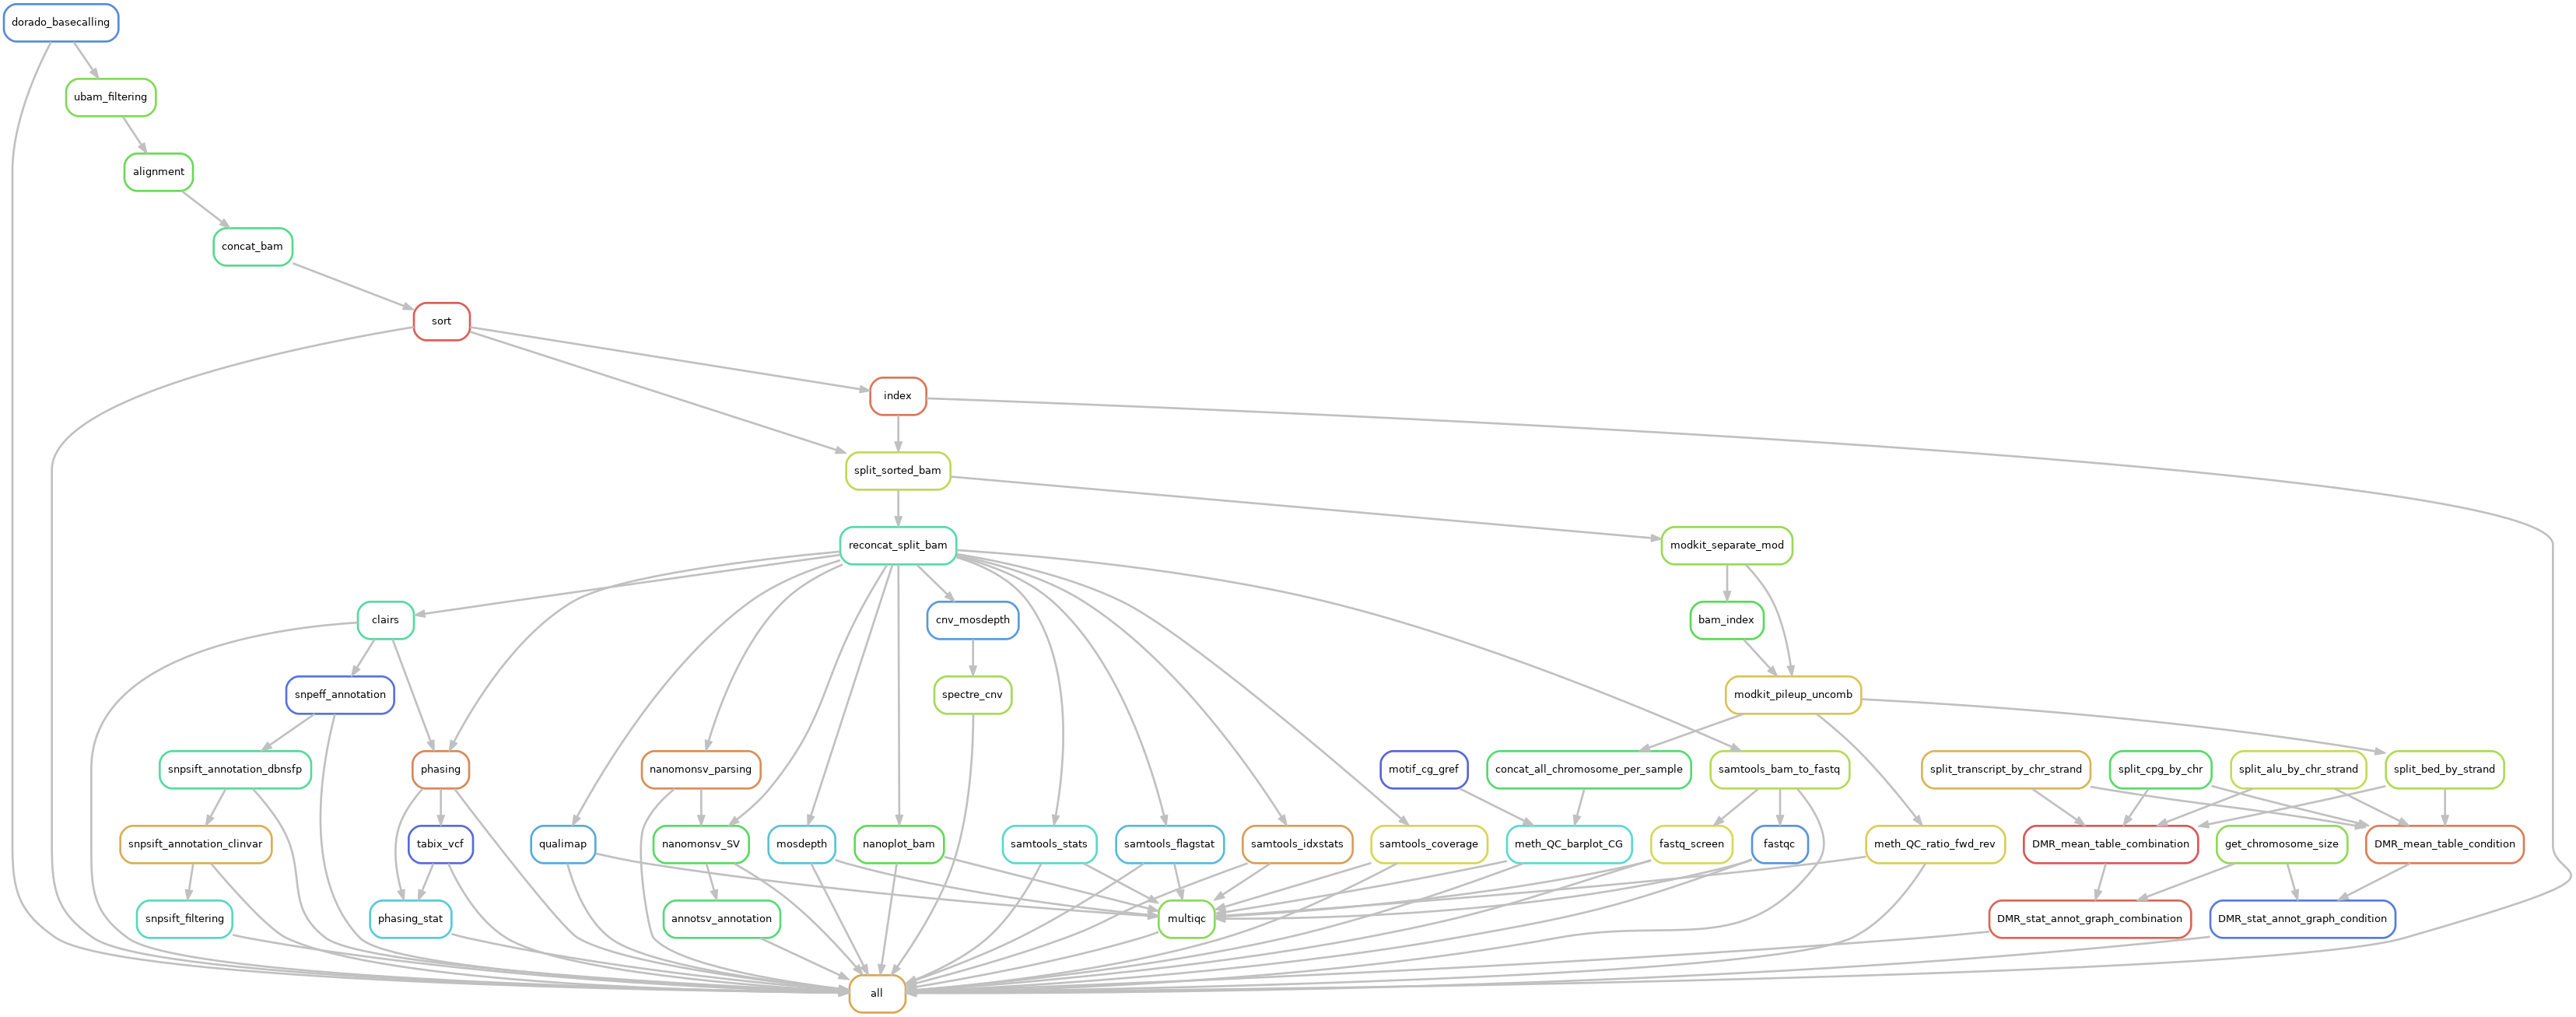 dorado_basecalling
ubam_filtering
alignment
concat_bam
sort
index
split_sorted_bam
reconcat_split_bam
modkit_separate_mod
clairs
cnv_mosdepth
bam_index
snpeff_annotation
spectre_cnv
modkit_pileup_uncomb
snpsift_annotation_dbnsfp
phasing
nanomonsv_parsing
motif_cg_gref
concat_all_chromosome_per_sample
samtools_bam_to_fastq
split_transcript_by_chr_strand
split_cpg_by_chr
split_alu_by_chr_strand
split_bed_by_strand
snpsift_annotation_clinvar
tabix_vcf
qualimap
nanomonsv_SV
mosdepth
nanoplot_bam
samtools_stats
samtools_flagstat
samtools_idxstats
samtools_coverage
meth_QC_barplot_CG
fastq_screen
fastqc
meth_QC_ratio_fwd_rev
DMR_mean_table_combination
get_chromosome_size
DMR_mean_table_condition
snpsift_filtering
phasing_stat
annotsv_annotation
multiqc
DMR_stat_annot_graph_combination
DMR_stat_annot_graph_condition
all